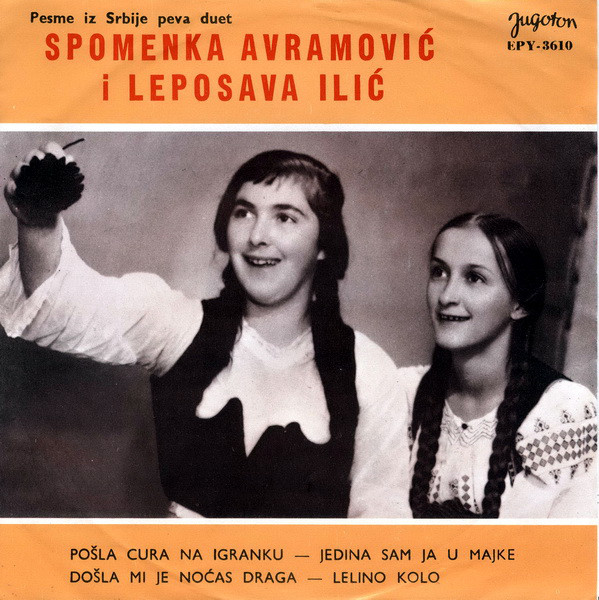 Pesme iz Srbije peva duet
Jugoton
EPY-3610
SPOMENKA AVRAMOVIĆ
i LEPOSAVA ILIĆ
POŠLA CURA NA IGRANKU — JEDINA SAM JA U MAJKE
DOŠLA MI JE NOĆAS DRAGA — LELINO KOLO